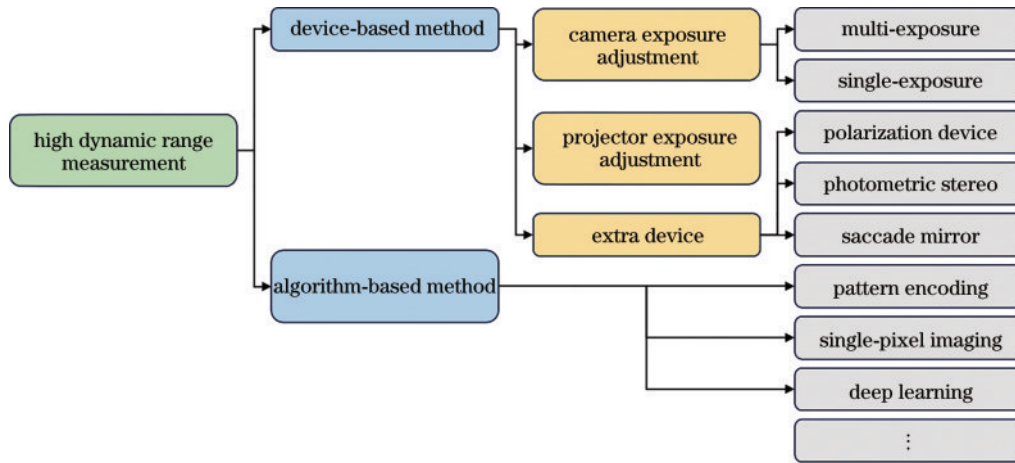 high dynamic range
measurement
device-based method
algorithm-based method
camera exposure
adjustment
projector exposure
adjustment
extra device
multi-exposure
single-exposure
polarization device
photometric stereo
saccade mirror
pattern encoding
single-pixel imaging
deep learning
⋮